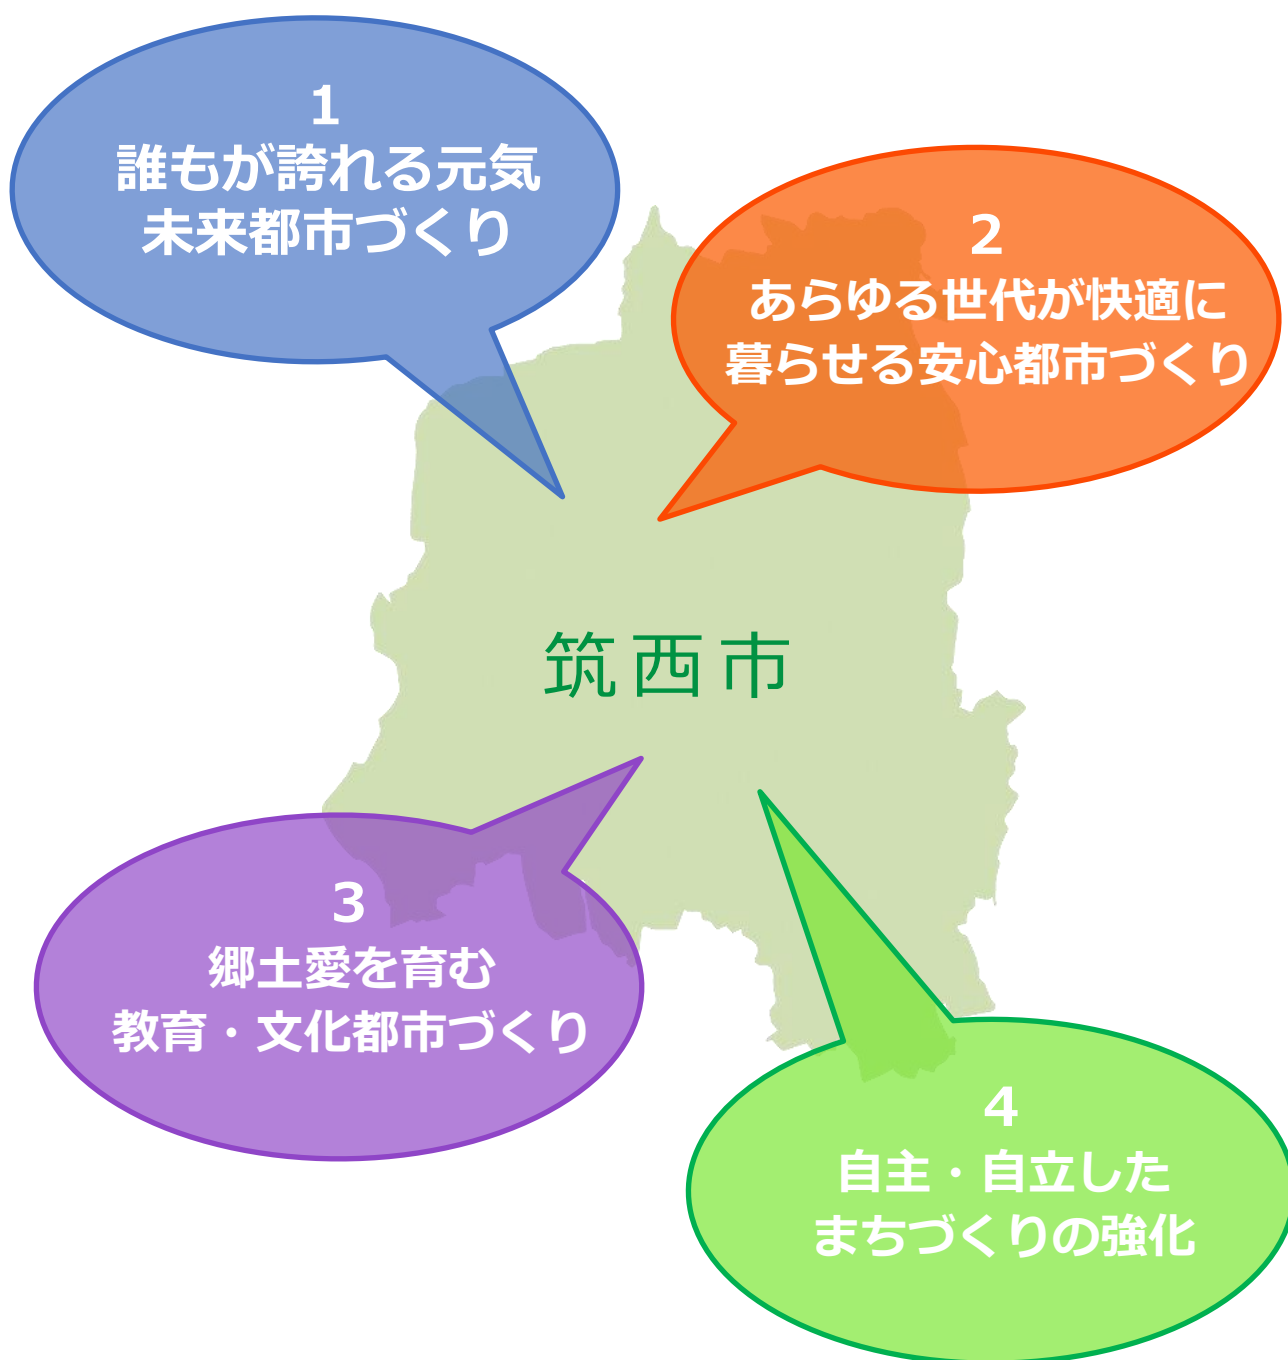 1
誰もが誇れる元気
未来都市づくり
2
あらゆる世代が快適に
暮らせる安心都市づくり
筑西市
3
郷土愛を育む
教育・文化都市づくり
4
自主・自立した
まちづくりの強化